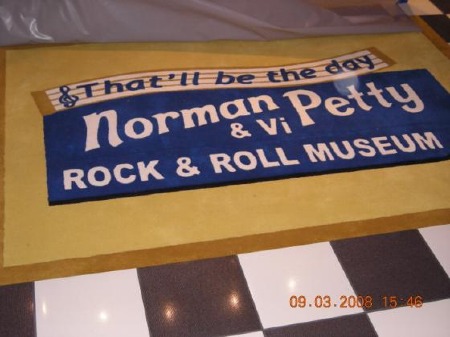 That'll be the day
Norman
& Vi Petty
ROCK & ROLL MUSEUM
09.03.2008 15:46